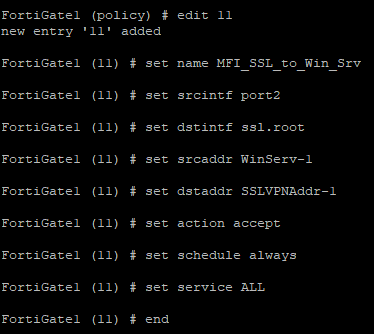 FortiGate1 (policy) # edit 11
new entry '11' added
FortiGate1 (11) # set name MFI_SSL_to_Win_Srv
FortiGate1 (11) # set srcintf port2
FortiGate1 (11) # set dstintf ssl.root
FortiGate1 (11) # set srcaddr WinServ-1
FortiGate1 (11) # set dstaddr SSLVPNAddr-1
FortiGate1 (11) # set action accept
FortiGate1 (11) # set schedule always
FortiGate1 (11) # set service ALL
FortiGate1 (11) # end